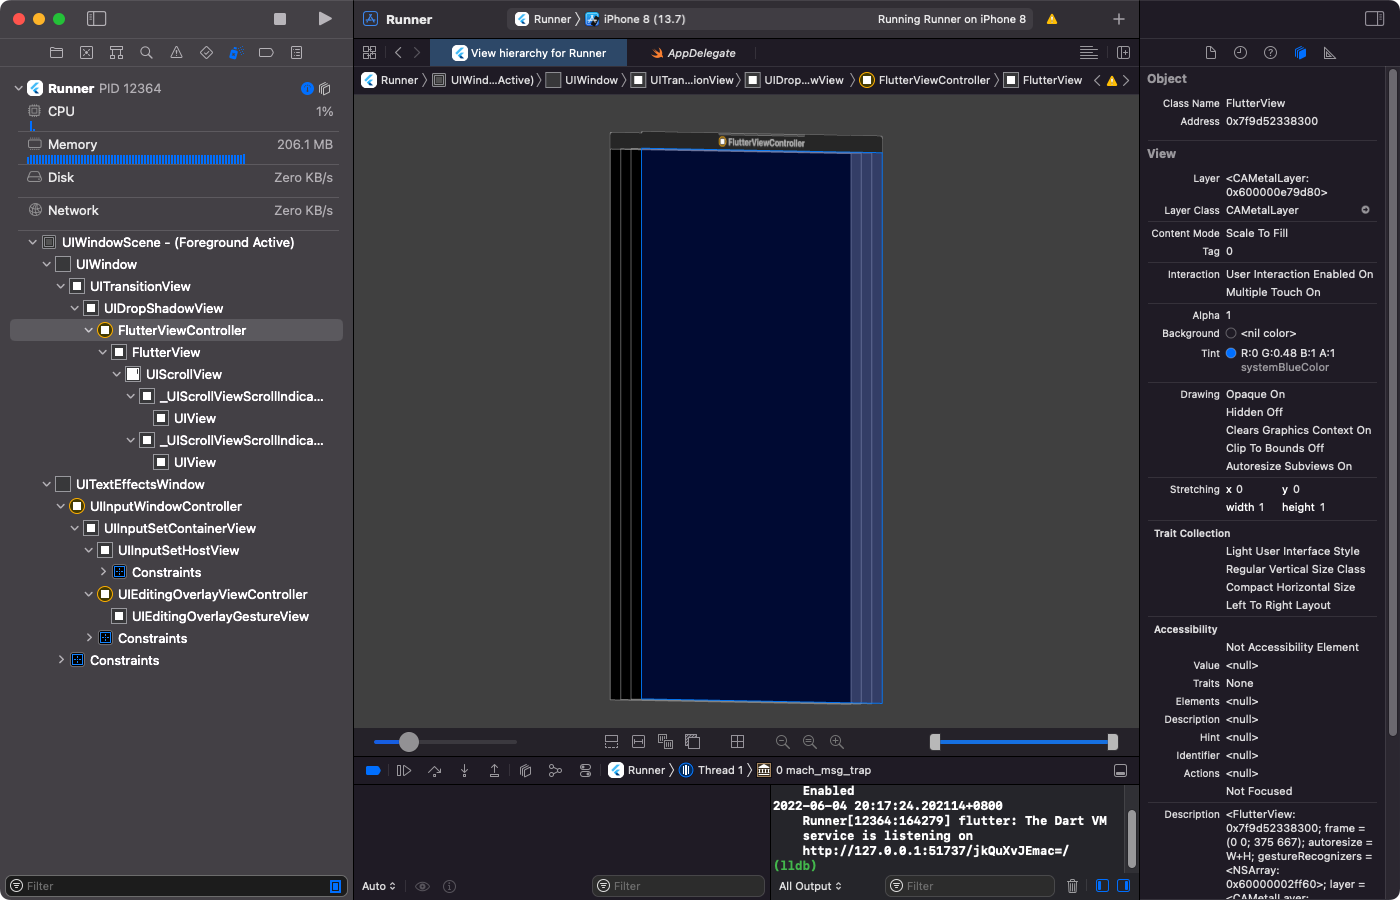 Runner
Runner
iPhone 8 (13.7)
Running Runner on iPhone 8
View hierarchy for Runner
AppDelegate
Runner
UIWind...Active)
UIWindow
UITran...ionView
UIDrop...wView
FlutterViewController
FlutterView
Runner PID 12364
CPU
1%
Memory
206.1 MB
Disk
Zero KB/s
Network
Zero KB/s
UIWindowScene - (Foreground Active)
UIWindow
UITransitionView
UIDropShadowView
FlutterViewController
FlutterView
UIScrollView
_UIScrollViewScrollIndica...
UIView
_UIScrollViewScrollIndica...
UIView
UITextEffectsWindow
UIInputWindowController
UIInputSetContainerView
UIInputSetHostView
Constraints
UIEditingOverlayViewController
UIEditingOverlayGestureView
Constraints
Constraints
Filter
FlutterViewController
Runner
Thread 1
0 mach_msg_trap
Enabled
2022-06-04 20:17:24.202114+0800
Runner[12364:164279] flutter: The Dart VM
service is listening on
http://127.0.0.1:51737/jkQuXvJEmac=/
(lldb)
Auto
Filter
All Output
Filter
Object
Class Name FlutterView
Address 0x7f9d52338300
View
Layer <CAMetalLayer:
0x600000e79d80>
Layer Class CAMetalLayer
Content Mode Scale To Fill
Tag 0
Interaction User Interaction Enabled On
Multiple Touch On
Alpha 1
Background <nil color>
Tint R:0 G:0.48 B:1 A:1
systemBlueColor
Drawing Opaque On
Hidden Off
Clears Graphics Context On
Clip To Bounds Off
Autoresize Subviews On
Stretching x 0 y 0
width 1 height 1
Trait Collection
Light User Interface Style
Regular Vertical Size Class
Compact Horizontal Size
Left To Right Layout
Accessibility
Not Accessibility Element
Value <null>
Traits None
Elements <null>
Description <null>
Hint <null>
Identifier <null>
Actions <null>
Not Focused
Description <FlutterView:
0x7f9d52338300; frame =
(0 0; 375 667); autoresize =
W+H; gestureRecognizers =
<NSArray:
0x60000002ff60>; layer =
<CAMetalLayer: